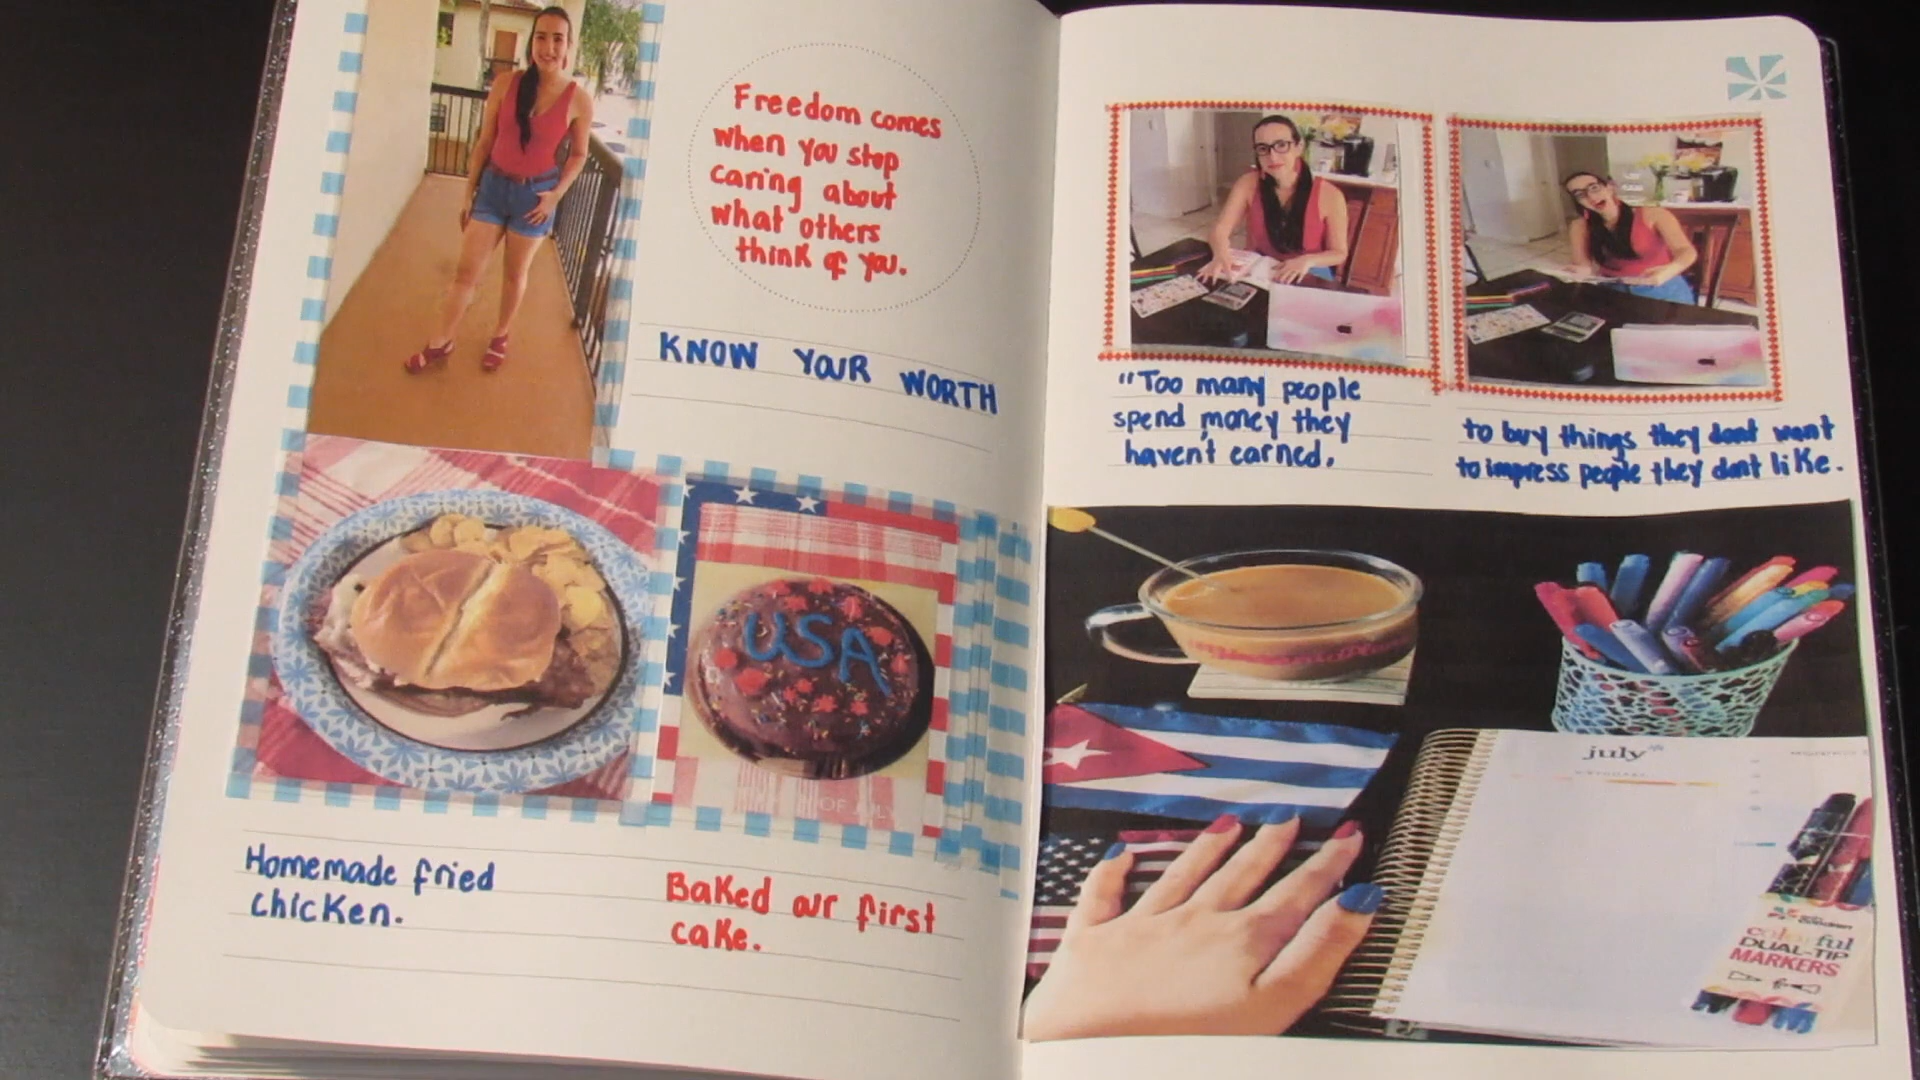 Freedom comes
when you stop
caring about
what others
think of you.
KNOW YOUR WORTH
USA
OF JULY
Homemade fried
chicken.
Baked our first
cake.
"Too many people
spend money they
haven't earned,
to buy things they dont want
to impress people they dont like.
july
colorful
DUAL-TIP
MARKERS